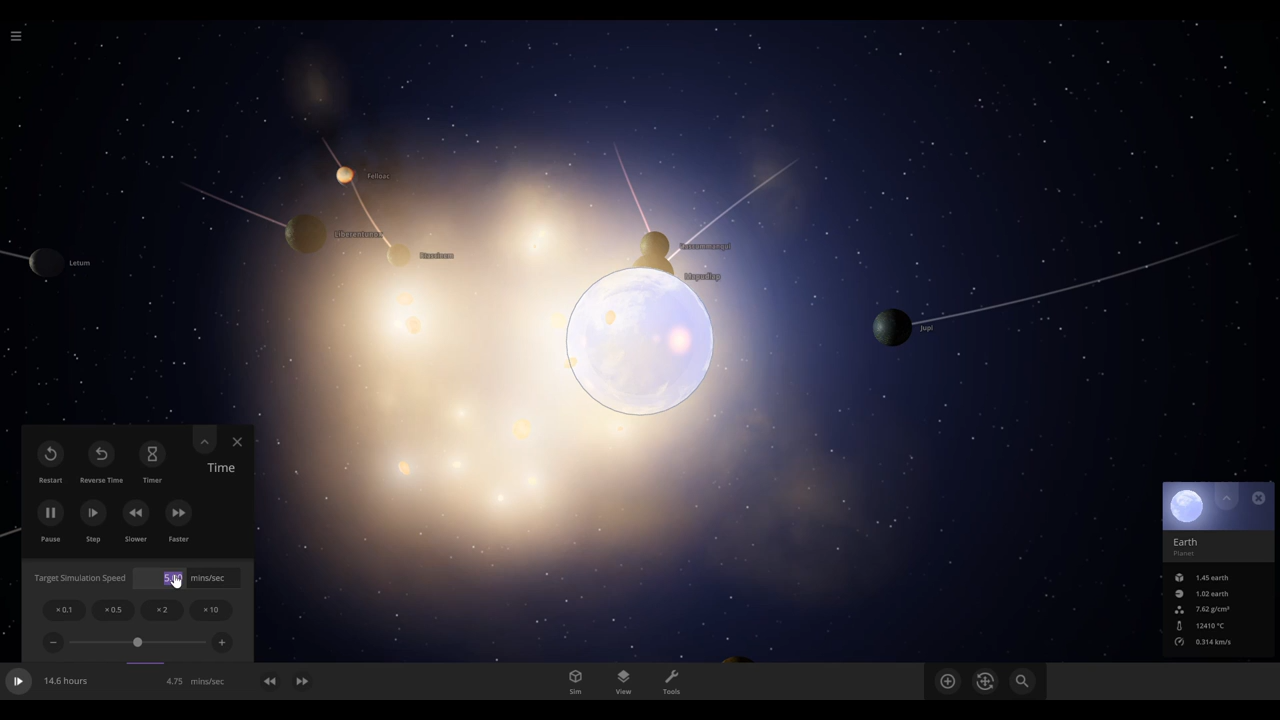 Felloac
Liberentunox
Letum
Jupi
Time
Restart
Reverse Time
Timer
Pause
Step
Slower
Faster
Target Simulation Speed
mins/sec
× 0.1
× 0.5
× 2
× 10
14.6 hours
4.75 mins/sec
Sim
View
Tools
Earth
Planet
1.45 earth
1.02 earth
7.62 g/cm³
12410 °C
0.314 km/s